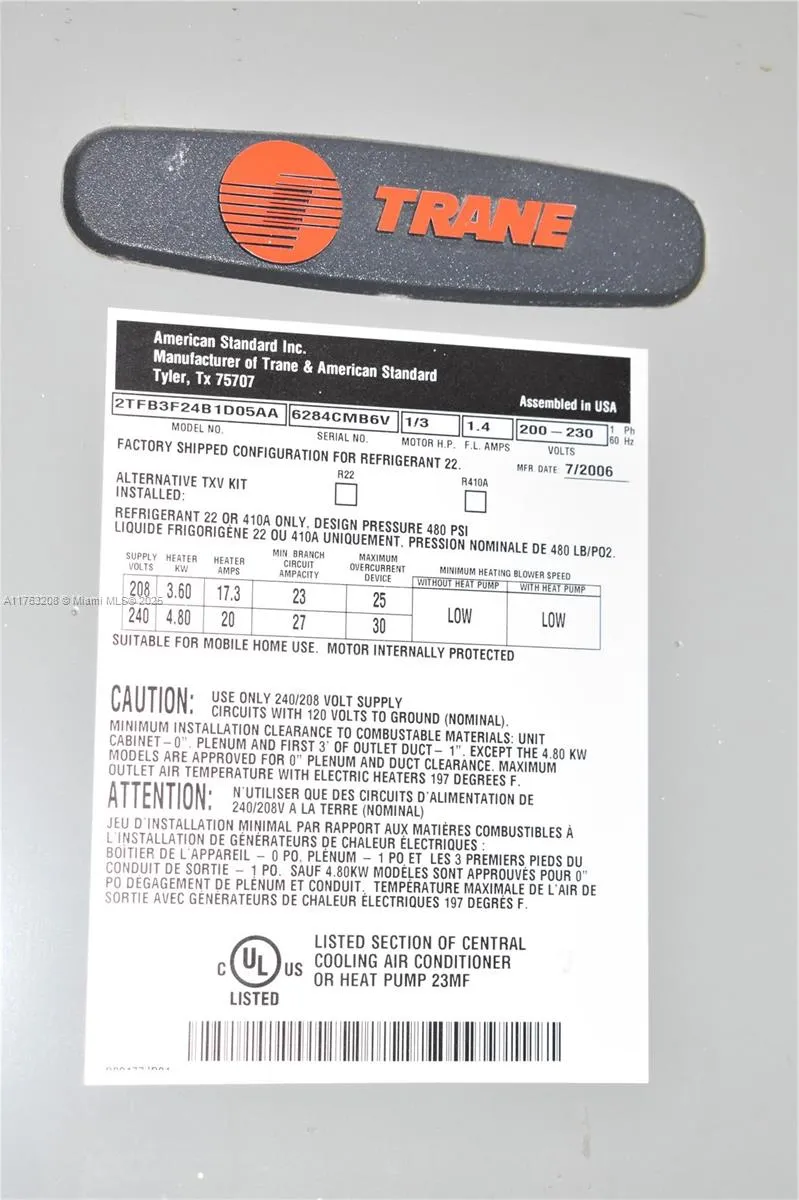 TRANE
American Standard Inc.
Manufacturer of Trane & American Standard
Tyler, Tx 75707
Assembled in USA
2TFB3F24B1D05AA 6284CMB6V 1/3 1.4 200 – 230 1 Ph
60 Hz
MODEL NO. SERIAL NO. MOTOR H.P. F.L. AMPS VOLTS
FACTORY SHIPPED CONFIGURATION FOR REFRIGERANT 22. MFR. DATE 7/2006
ALTERNATIVE TXV KIT R22 R410A
INSTALLED:
REFRIGERANT 22 OR 410A ONLY, DESIGN PRESSURE 480 PSI
LIQUIDE FRIGORIGÈNE 22 OU 410A UNIQUEMENT, PRESSION NOMINALE DE 480 LB/PO2.
SUPPLY HEATER HEATER MIN. BRANCH MAXIMUM MINIMUM HEATING BLOWER SPEED
VOLTS KW AMPS CIRCUIT OVERCURRENT WITHOUT HEAT PUMP WITH HEAT PUMP
AMPACITY DEVICE
208 3.60 17.3 23 25 LOW LOW
240 4.80 20 27 30
SUITABLE FOR MOBILE HOME USE. MOTOR INTERNALLY PROTECTED
A11763208 © Miami MLS® 2025
CAUTION: USE ONLY 240/208 VOLT SUPPLY
CIRCUITS WITH 120 VOLTS TO GROUND (NOMINAL).
MINIMUM INSTALLATION CLEARANCE TO COMBUSTABLE MATERIALS: UNIT
CABINET – 0", PLENUM AND FIRST 3' OF OUTLET DUCT – 1". EXCEPT THE 4.80 KW
MODELS ARE APPROVED FOR 0" PLENUM AND DUCT CLEARANCE. MAXIMUM
OUTLET AIR TEMPERATURE WITH ELECTRIC HEATERS 197 DEGREES F.
ATTENTION: N'UTILISER QUE DES CIRCUITS D'ALIMENTATION DE
240/208V A LA TERRE (NOMINAL)
JEU D'INSTALLATION MINIMAL PAR RAPPORT AUX MATIÈRES COMBUSTIBLES À
L'INSTALLATION DE GÉNÉRATEURS DE CHALEUR ÉLECTRIQUES :
BOITIER DE L'APPAREIL – 0 PO, PLÉNUM – 1 PO ET LES 3 PREMIERS PIEDS DU
CONDUIT DE SORTIE – 1 PO. SAUF 4.80KW MODÈLES SONT APPROUVÉS POUR 0"
PO DÉGAGEMENT DE PLÉNUM ET CONDUIT. TEMPÉRATURE MAXIMALE DE L'AIR DE
SORTIE AVEC GÉNÉRATEURS DE CHALEUR ÉLECTRIQUES 197 DEGRÉS F.
C UL US
LISTED
LISTED SECTION OF CENTRAL
COOLING AIR CONDITIONER
OR HEAT PUMP 23MF